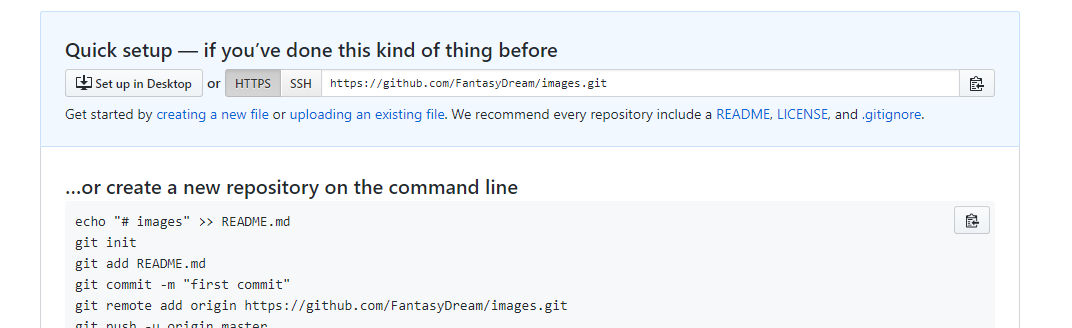 Quick setup — if you’ve done this kind of thing before
Set up in Desktop or HTTPS SSH https://github.com/FantasyDream/images.git
Get started by creating a new file or uploading an existing file. We recommend every repository include a README, LICENSE, and .gitignore.
…or create a new repository on the command line
echo "# images" >> README.md
git init
git add README.md
git commit -m "first commit"
git remote add origin https://github.com/FantasyDream/images.git
git push -u origin master